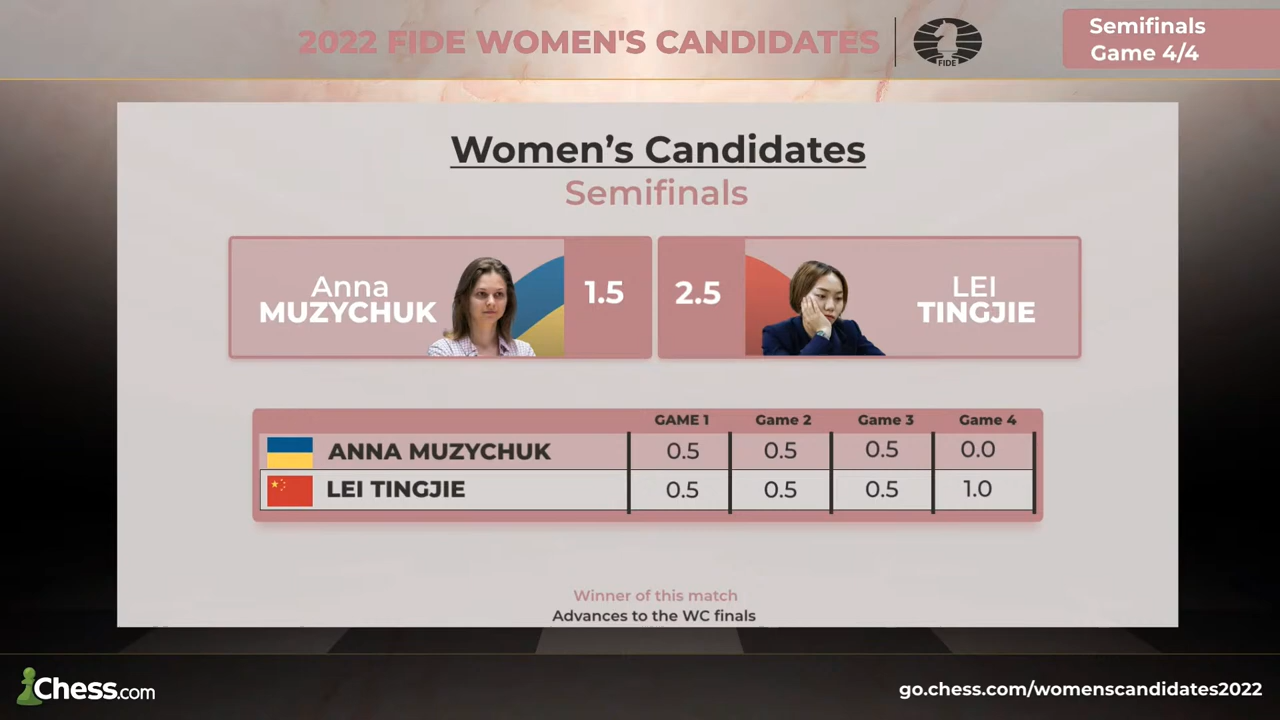 2022 FIDE WOMEN'S CANDIDATES
FIDE
Semifinals
Game 4/4
Women’s Candidates
Semifinals
Anna
MUZYCHUK
1.5
2.5
LEI
TINGJIE
GAME 1 Game 2 Game 3 Game 4
ANNA MUZYCHUK 0.5 0.5 0.5 0.0
LEI TINGJIE 0.5 0.5 0.5 1.0
Winner of this match
Advances to the WC finals
Chess.com
go.chess.com/womenscandidates2022